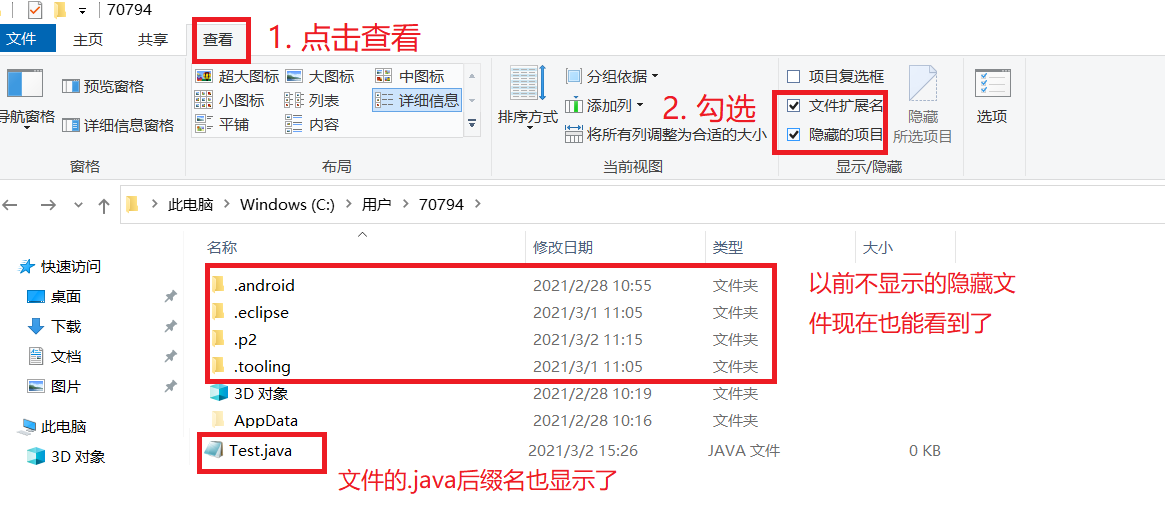 70794
文件 主页 共享 查看 1. 点击查看
超大图标 大图标 中图标
预览窗格 小图标 列表 详细信息
导航窗格 详细信息窗格 平铺 内容
排序方式 分组依据 添加列 将所有列调整为合适的大小
2. 勾选
项目复选框
文件扩展名
隐藏的项目
隐藏
所选项目
选项
窗格 布局 当前视图 显示/隐藏
此电脑 Windows (C:) 用户 70794
名称 修改日期 类型 大小
快速访问
桌面
下载
文档
图片
此电脑
3D 对象
.android 2021/2/28 10:55 文件夹
.eclipse 2021/3/1 11:05 文件夹
.p2 2021/3/2 11:15 文件夹
.tooling 2021/3/1 11:05 文件夹
3D 对象 2021/2/28 10:19 文件夹
AppData 2021/2/28 10:16 文件夹
Test.java 2021/3/2 15:26 JAVA 文件 0 KB
以前不显示的隐藏文
件现在也能看到了
文件的.java后缀名也显示了